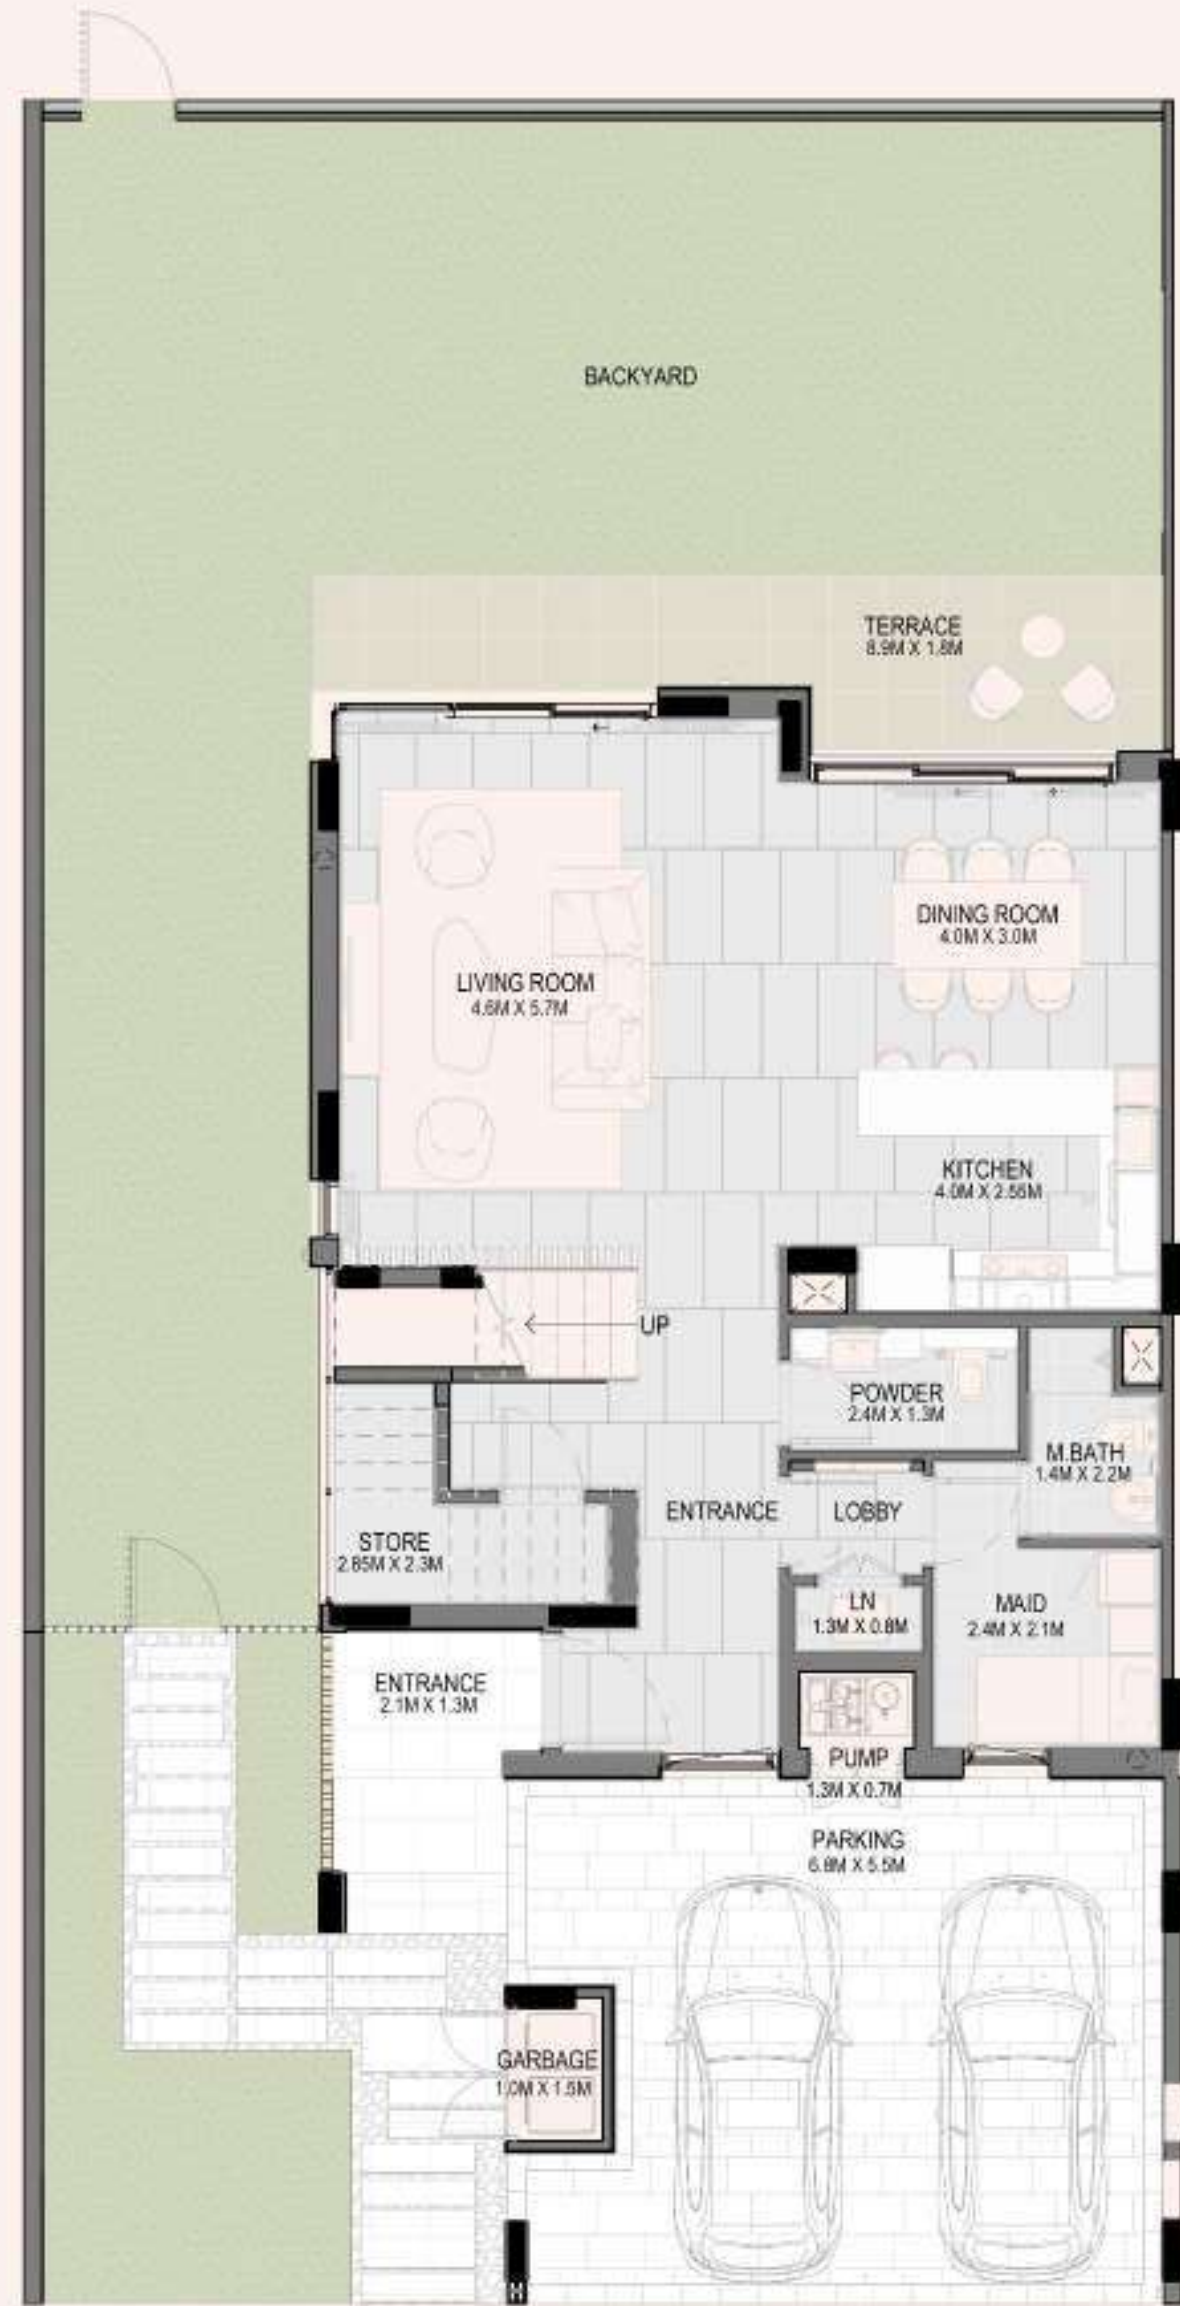 BACKYARD
TERRACE
8.9M X 1.8M
DINING ROOM
4.0M X 3.0M
LIVING ROOM
4.6M X 5.7M
KITCHEN
4.0M X 2.55M
UP
POWDER
2.4M X 1.3M
M.BATH
1.4M X 2.2M
ENTRANCE
LOBBY
STORE
2.85M X 2.3M
LN
1.3M X 0.8M
MAID
2.4M X 2.1M
ENTRANCE
2.1M X 1.3M
PUMP
1.3M X 0.7M
PARKING
6.8M X 5.5M
GARBAGE
1.0M X 1.5M
H